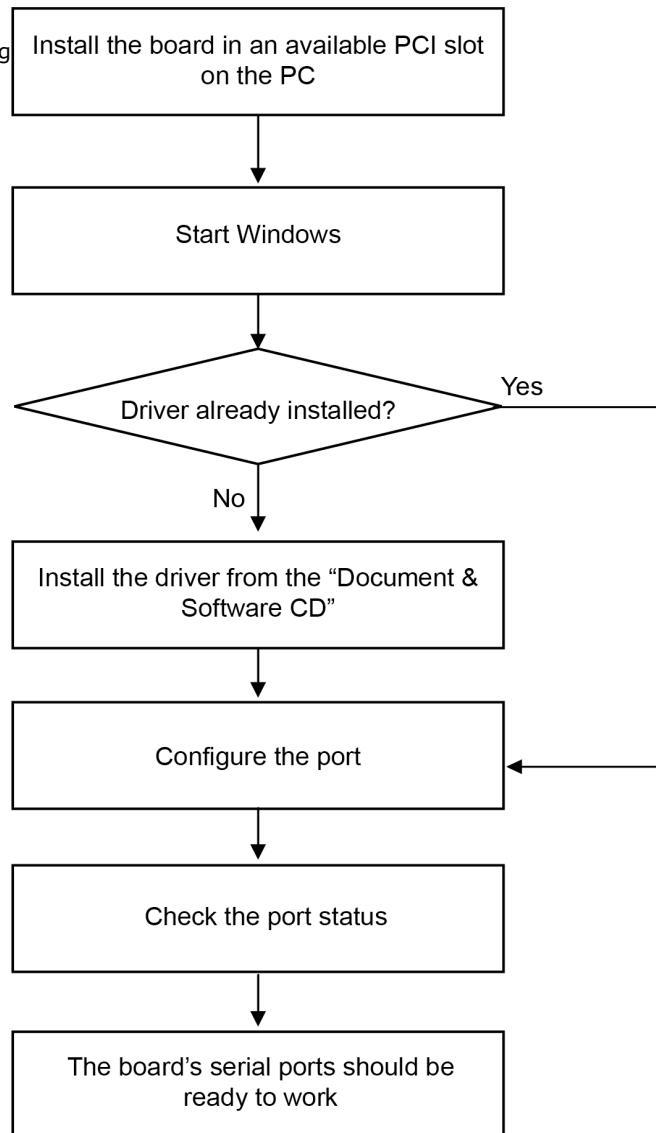 g
Install the board in an available PCI slot
on the PC
Start Windows
Driver already installed?
Yes
No
Install the driver from the “Document &
Software CD”
Configure the port
Check the port status
The board’s serial ports should be
ready to work